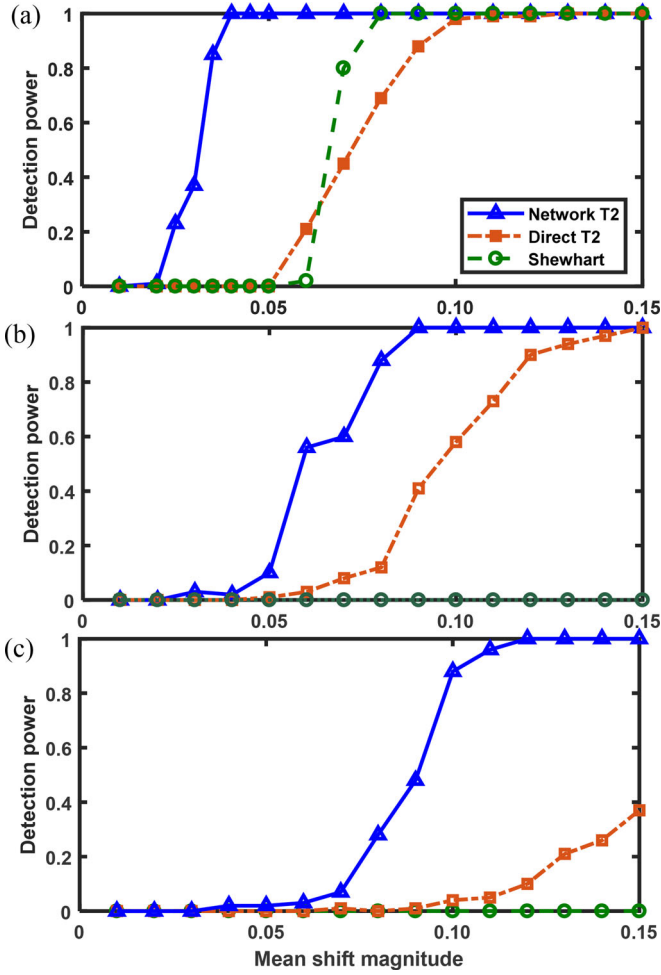 (a)
1
0.8
0.6
0.4
0.2
0
Detection power
Network T2
Direct T2
Shewhart
0 0.05 0.10 0.15
(b)
1
0.8
0.6
0.4
0.2
0
Detection power
0 0.05 0.10 0.15
(c)
1
0.8
0.6
0.4
0.2
0
Detection power
0 0.05 0.10 0.15
Mean shift magnitude